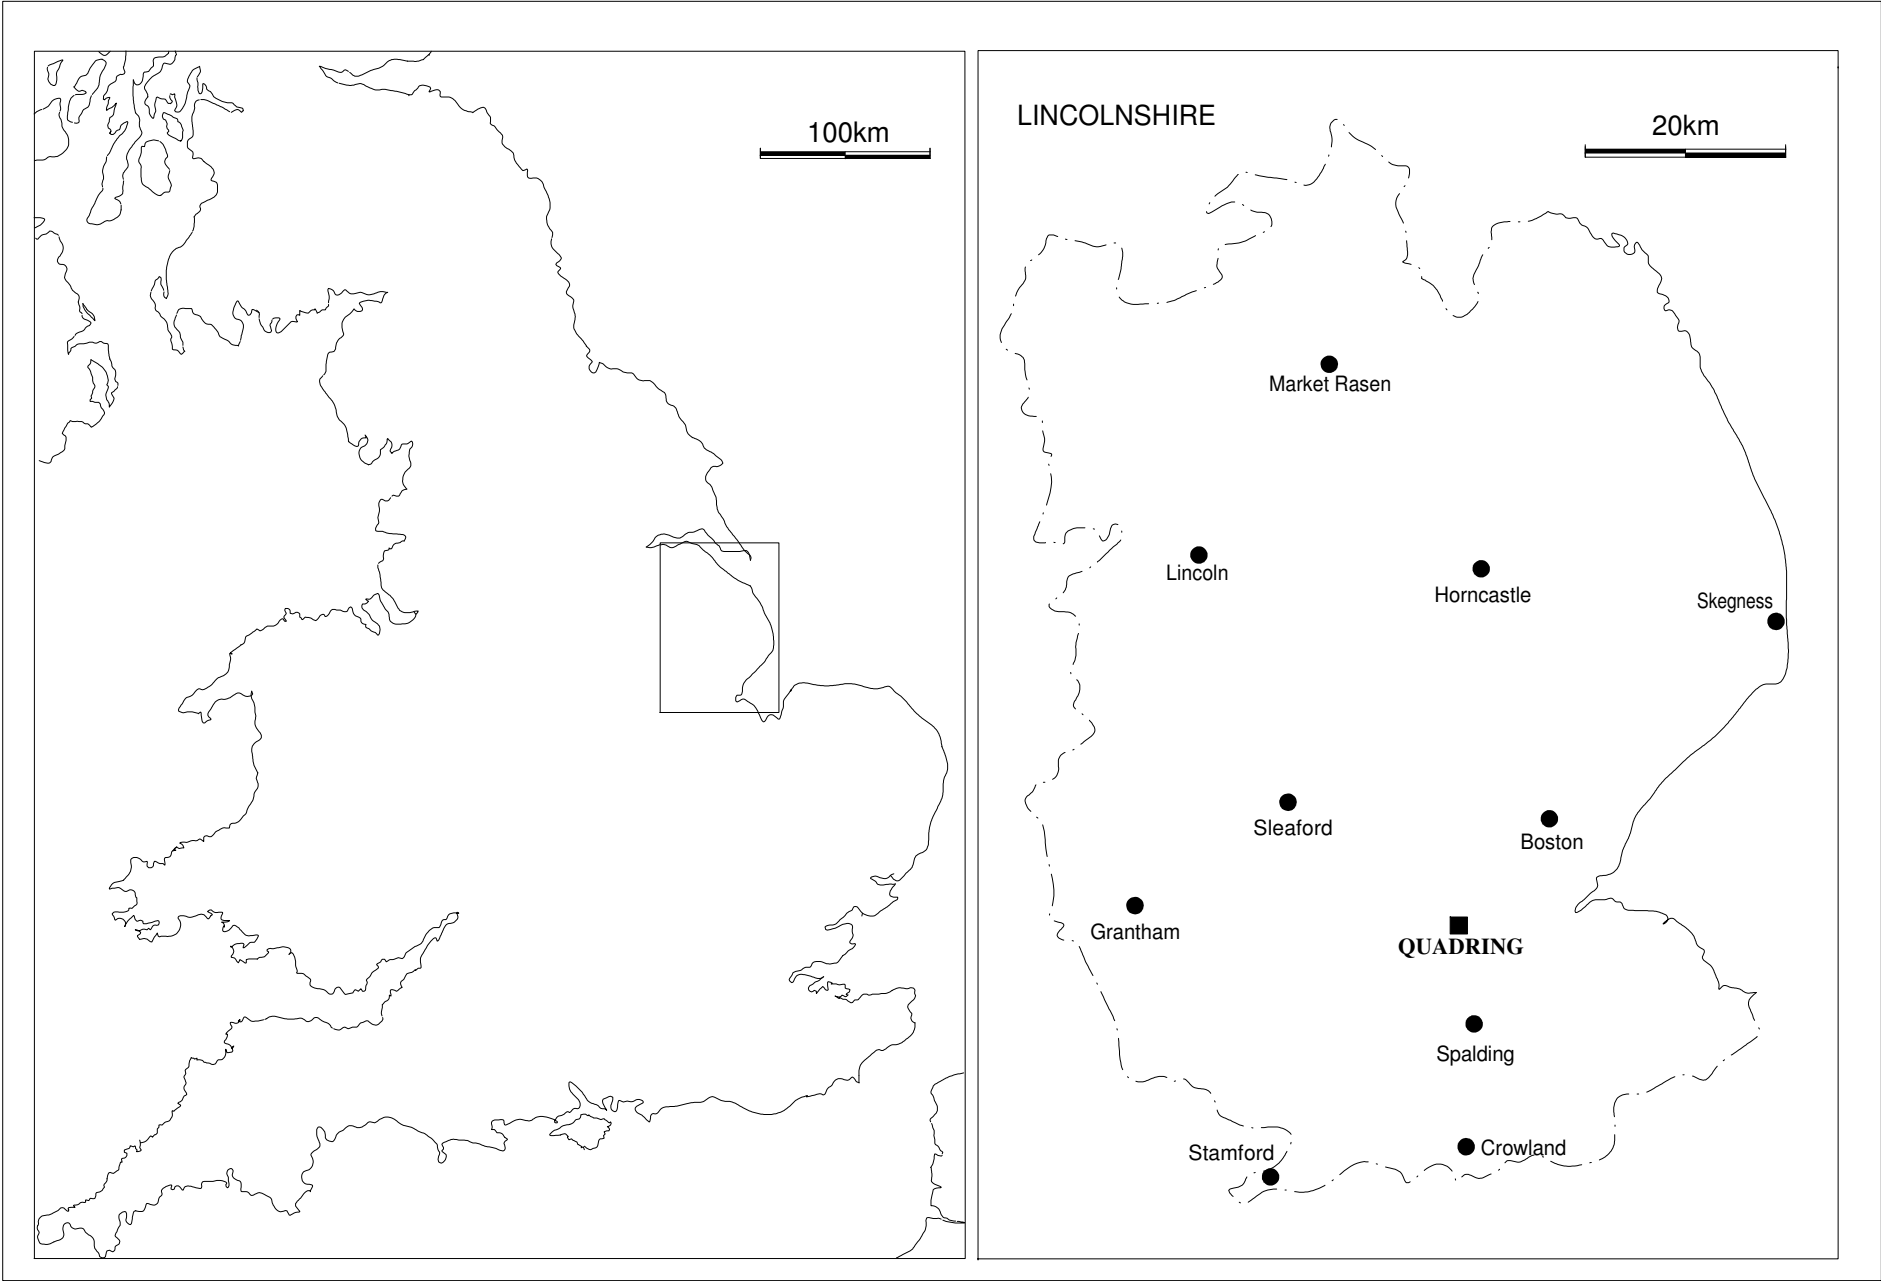 100km
LINCOLNSHIRE
20km
Market Rasen
Lincoln
Horncastle
Skegness
Sleaford
Boston
Grantham
QUADRING
Spalding
Stamford
Crowland